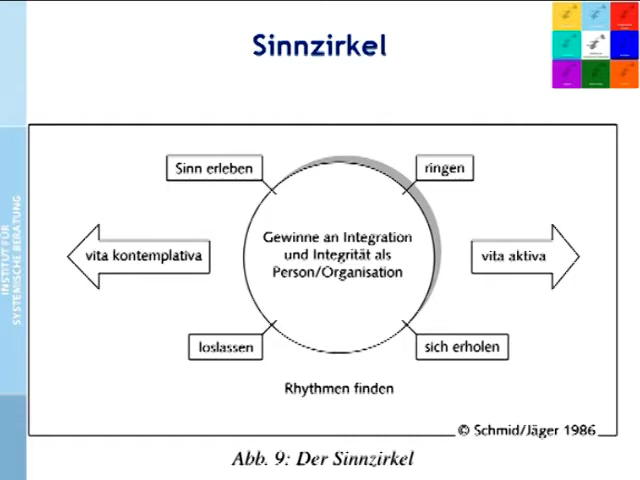 Sinnzirkel
INSTITUT FÜR
SYSTEMISCHE BERATUNG
Sinn erleben
ringen
Gewinne an Integration
und Integrität als
Person/Organisation
vita kontemplativa
vita aktiva
loslassen
sich erholen
Rhythmen finden
© Schmid/Jäger 1986
Abb. 9: Der Sinnzirkel